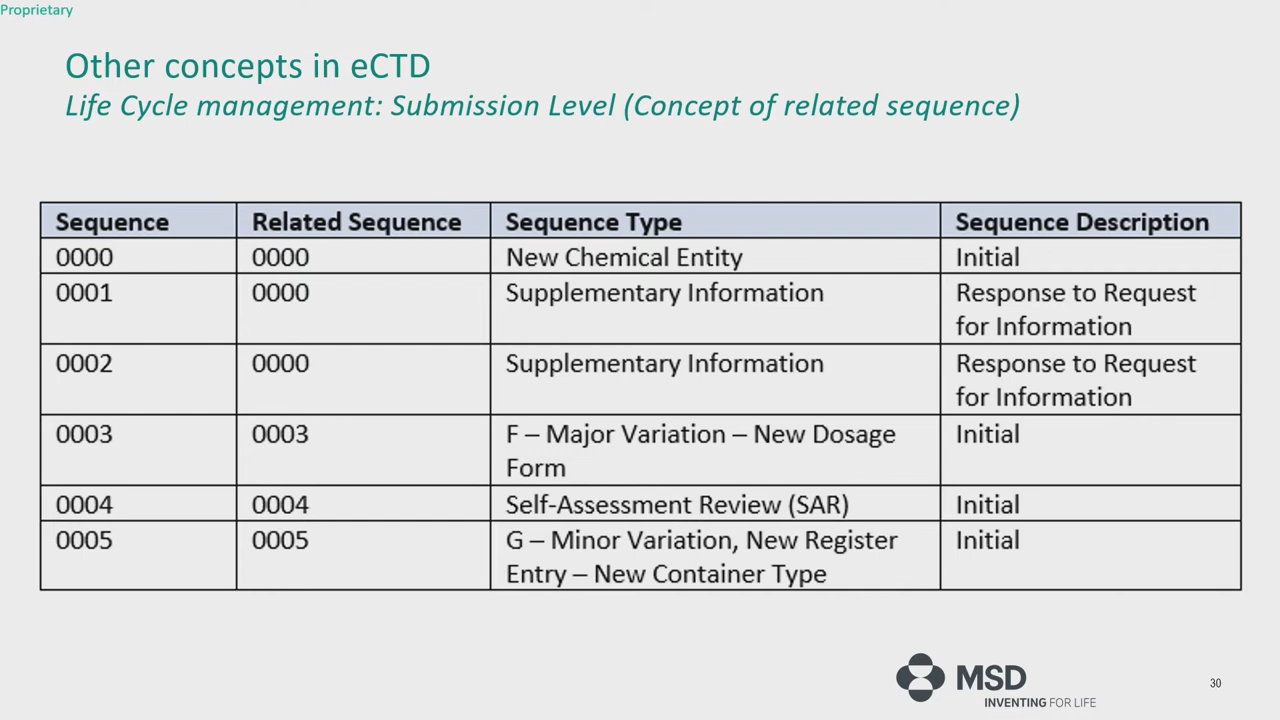 Proprietary
Other concepts in eCTD
Life Cycle management: Submission Level (Concept of related sequence)
Sequence Related Sequence Sequence Type Sequence Description
0000 0000 New Chemical Entity Initial
0001 0000 Supplementary Information Response to Request
for Information
0002 0000 Supplementary Information Response to Request
for Information
0003 0003 F – Major Variation – New Dosage Initial
Form
0004 0004 Self-Assessment Review (SAR) Initial
0005 0005 G – Minor Variation, New Register Initial
Entry – New Container Type
MSD
INVENTING FOR LIFE
30